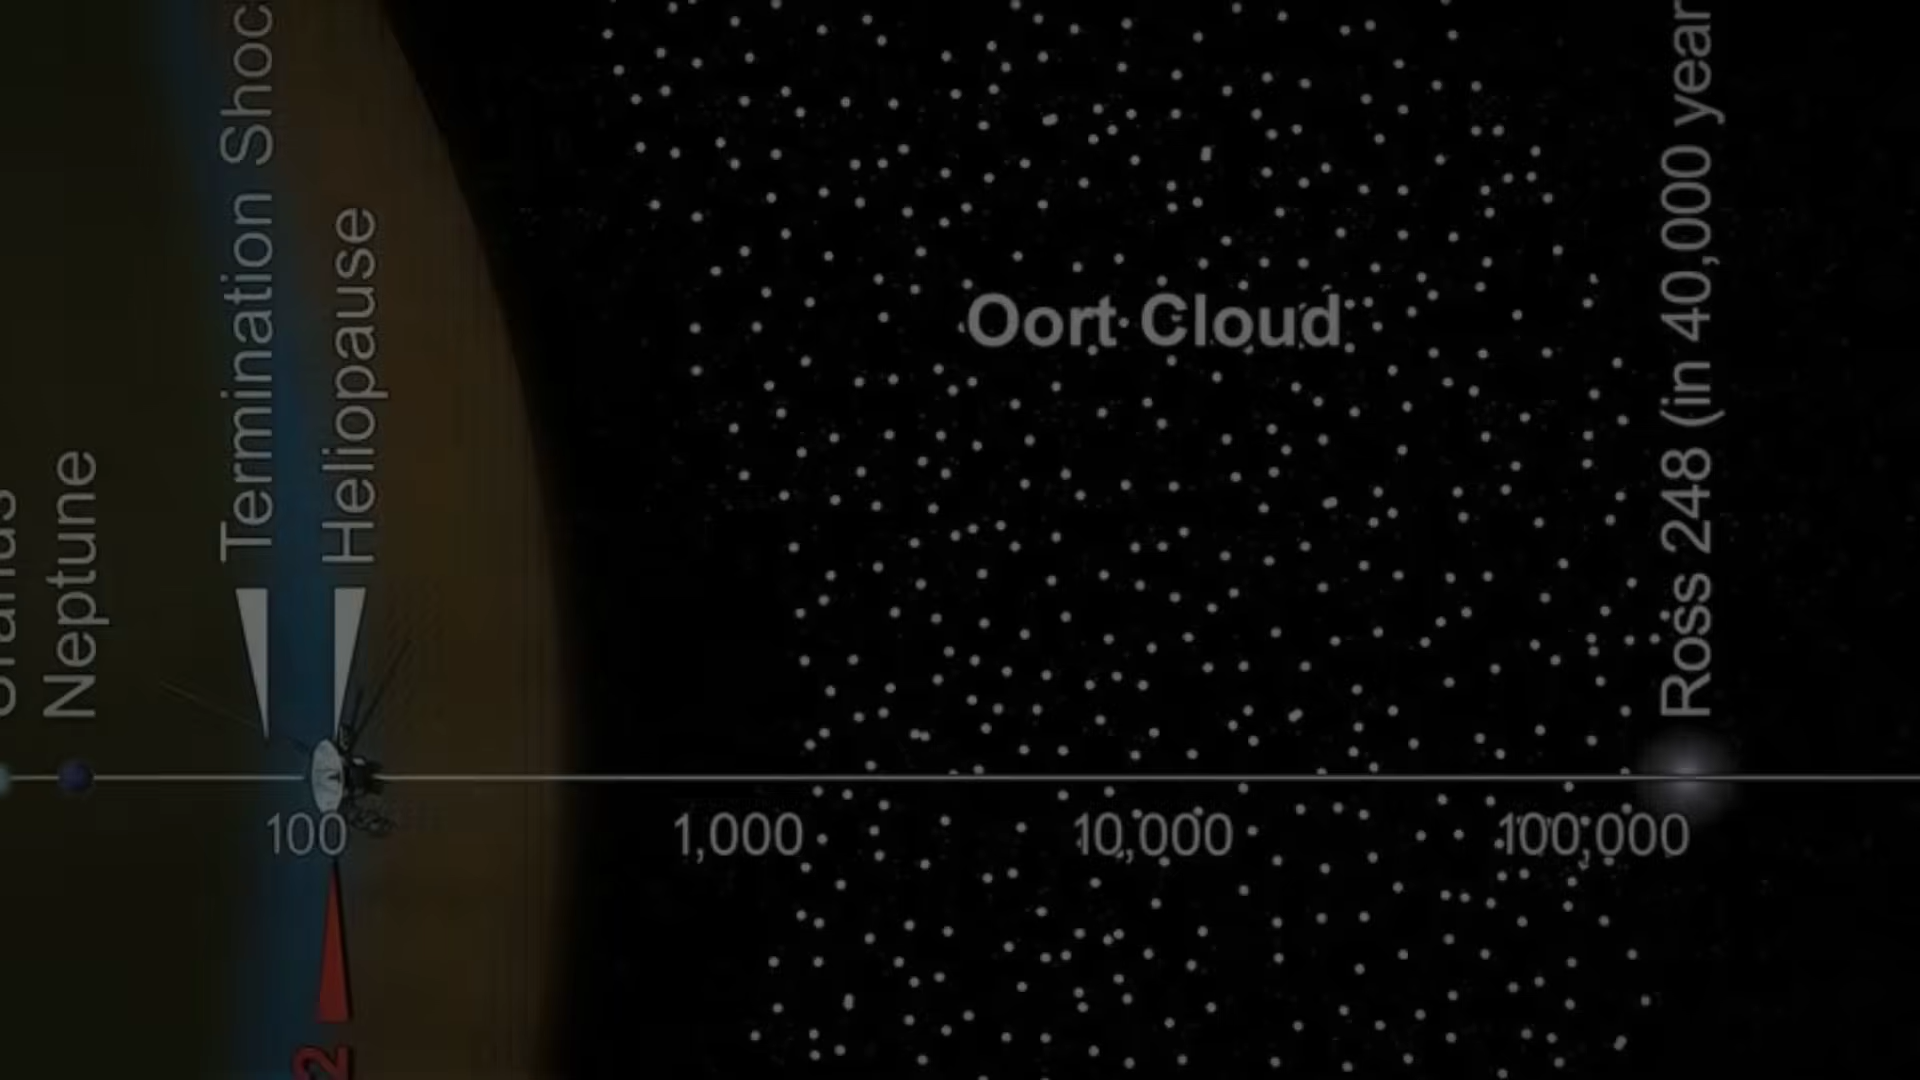 Neptune
Termination Shoc
Heliopause
Oort Cloud
Ross 248 (in 40,000 year
100
1,000
10,000
100,000
2